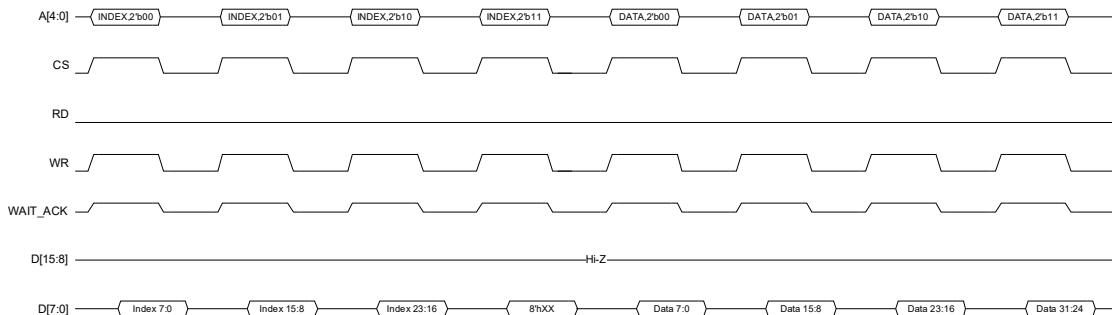 A[4:0] INDEX,2'b00 INDEX,2'b01 INDEX,2'b10 INDEX,2'b11 DATA,2'b00 DATA,2'b01 DATA,2'b10 DATA,2'b11
CS
RD
WR
WAIT_ACK
D[15:8] Hi-Z
D[7:0] Index 7:0 Index 15:8 Index 23:16 8'hXX Data 7:0 Data 15:8 Data 23:16 Data 31:24